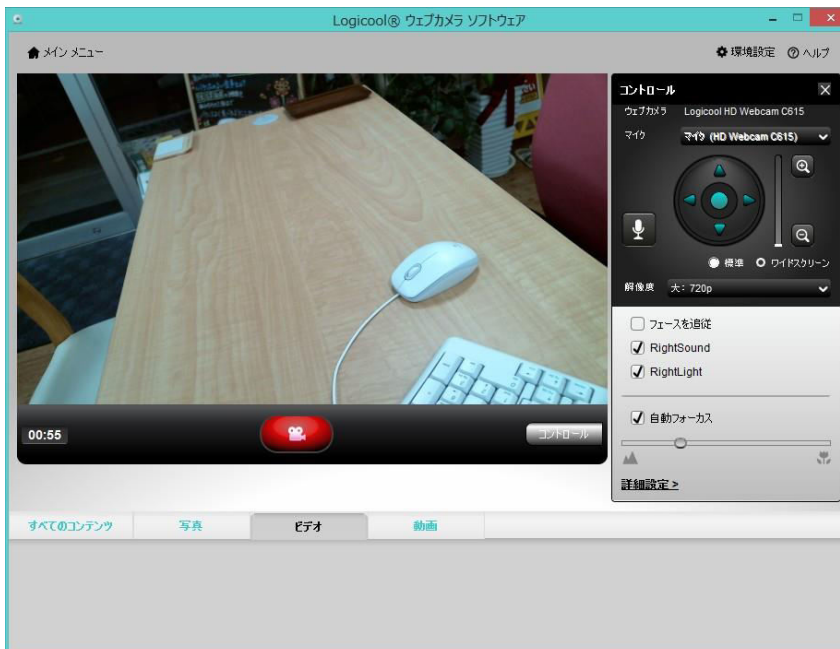 Logicool® ウェブカメラ ソフトウェア
メイン メニュー
環境設定
ヘルプ
コントロール
ウェブカメラ Logicool HD Webcam C615
マイク マイク (HD Webcam C615)
標準 ワイドスクリーン
解像度 大: 720p
フェースを追従
RightSound
RightLight
自動フォーカス
00:55
コントロール
詳細設定 >
すべてのコンテンツ
写真
ビデオ
動画